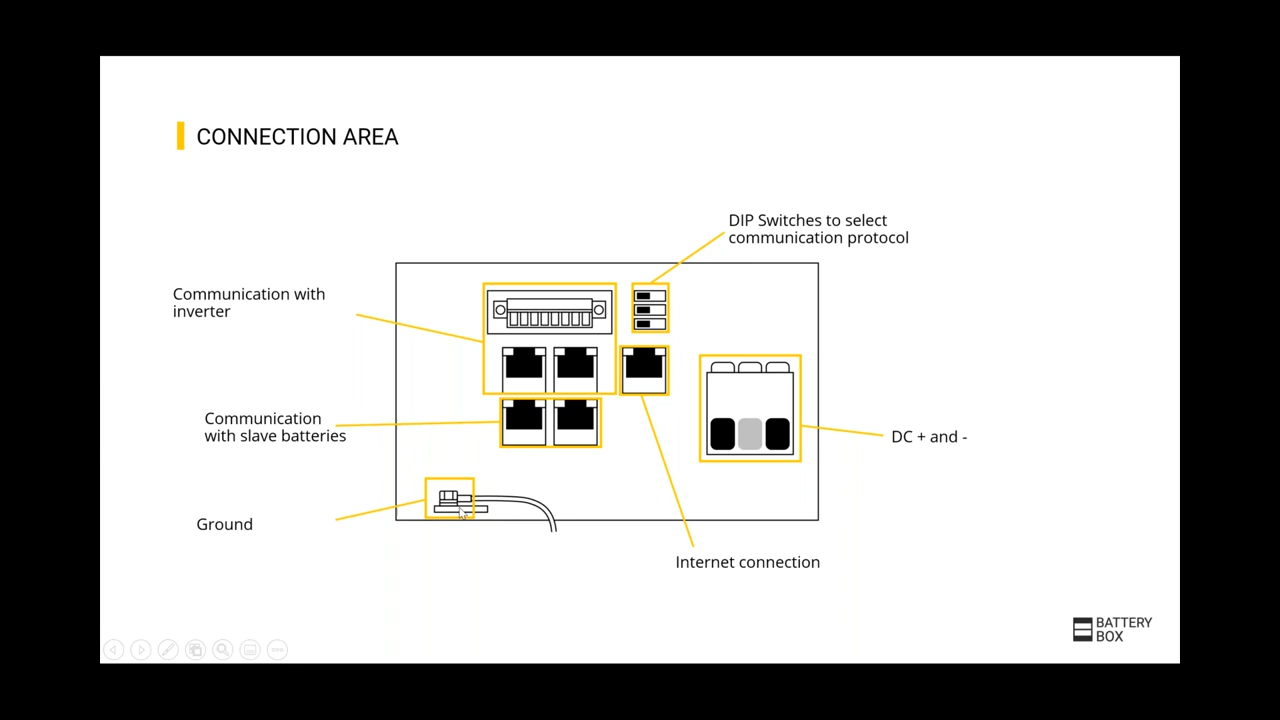 CONNECTION AREA
DIP Switches to select
communication protocol
Communication with
inverter
Communication
with slave batteries
DC + and -
Ground
Internet connection
BATTERY
BOX